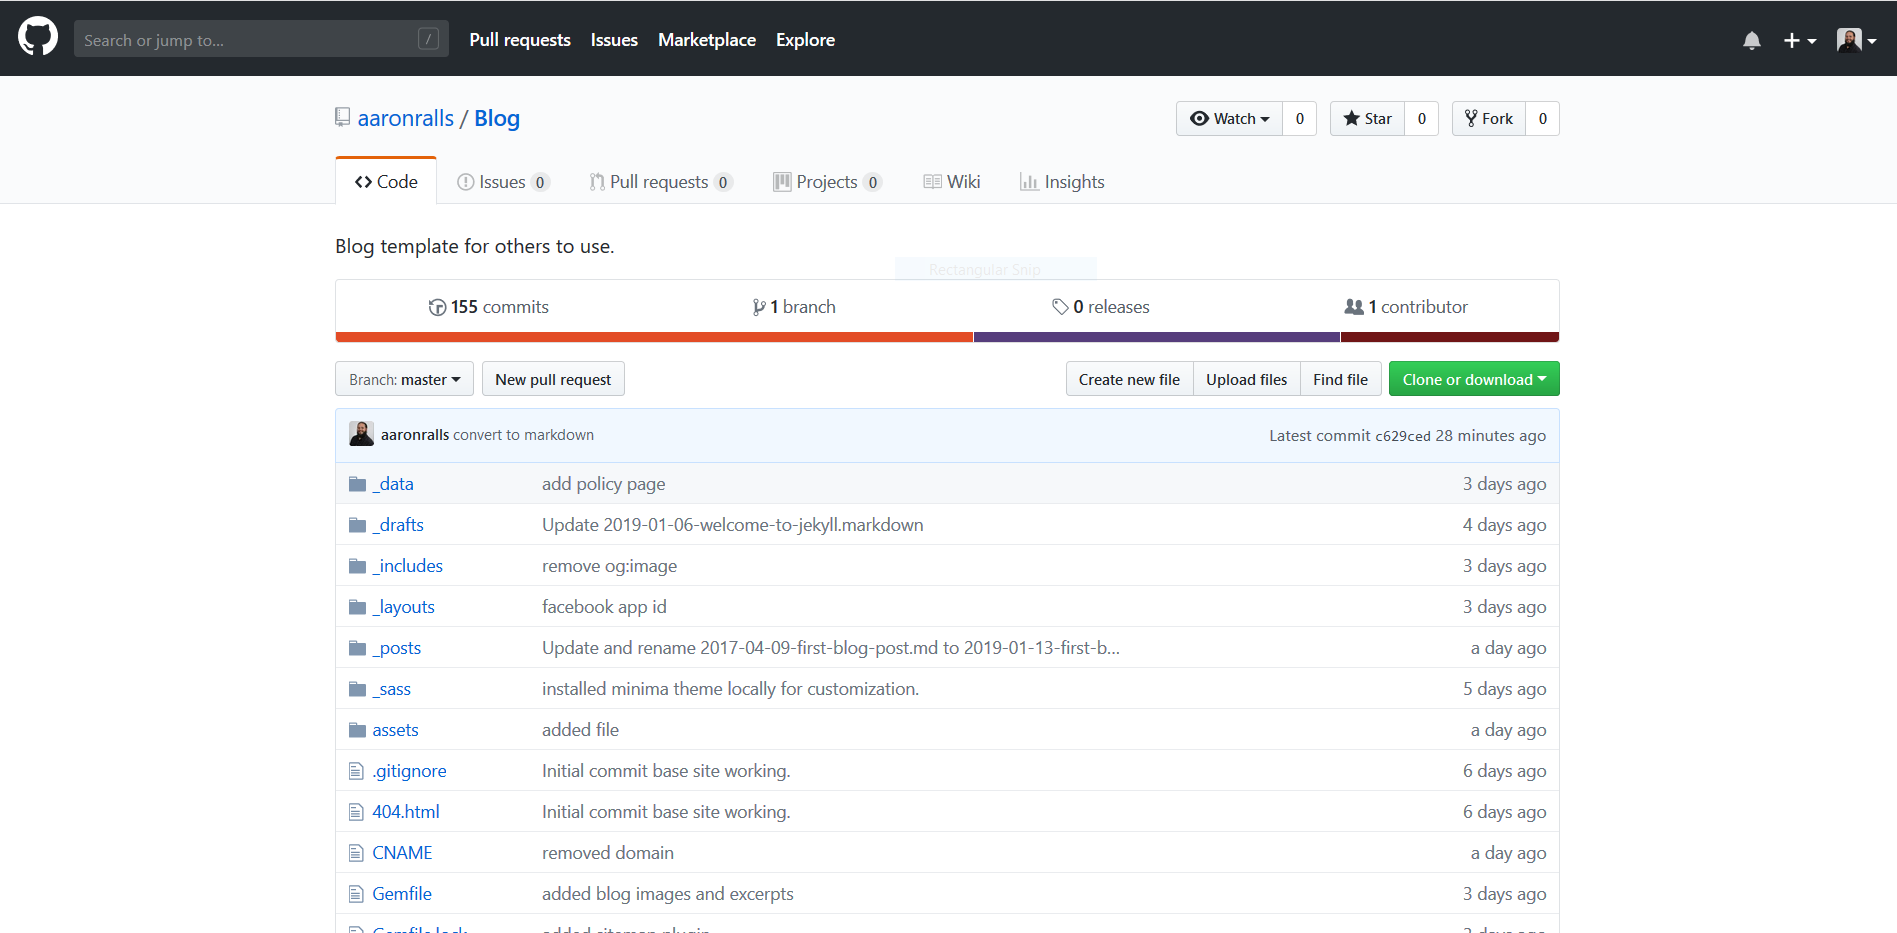 Search or jump to... / Pull requests Issues Marketplace Explore
aaronralls / Blog Watch 0 Star 0 Fork 0
Code Issues 0 Pull requests 0 Projects 0 Wiki Insights
Blog template for others to use.
Rectangular Snip
155 commits 1 branch 0 releases 1 contributor
Branch: master New pull request Create new file Upload files Find file Clone or download
aaronralls convert to markdown Latest commit c629ced 28 minutes ago
_data add policy page 3 days ago
_drafts Update 2019-01-06-welcome-to-jekyll.markdown 4 days ago
_includes remove og:image 3 days ago
_layouts facebook app id 3 days ago
_posts Update and rename 2017-04-09-first-blog-post.md to 2019-01-13-first-b... a day ago
_sass installed minima theme locally for customization. 5 days ago
assets added file a day ago
.gitignore Initial commit base site working. 6 days ago
404.html Initial commit base site working. 6 days ago
CNAME removed domain a day ago
Gemfile added blog images and excerpts 3 days ago
Gemfile.lock added sitemap plugin days ago